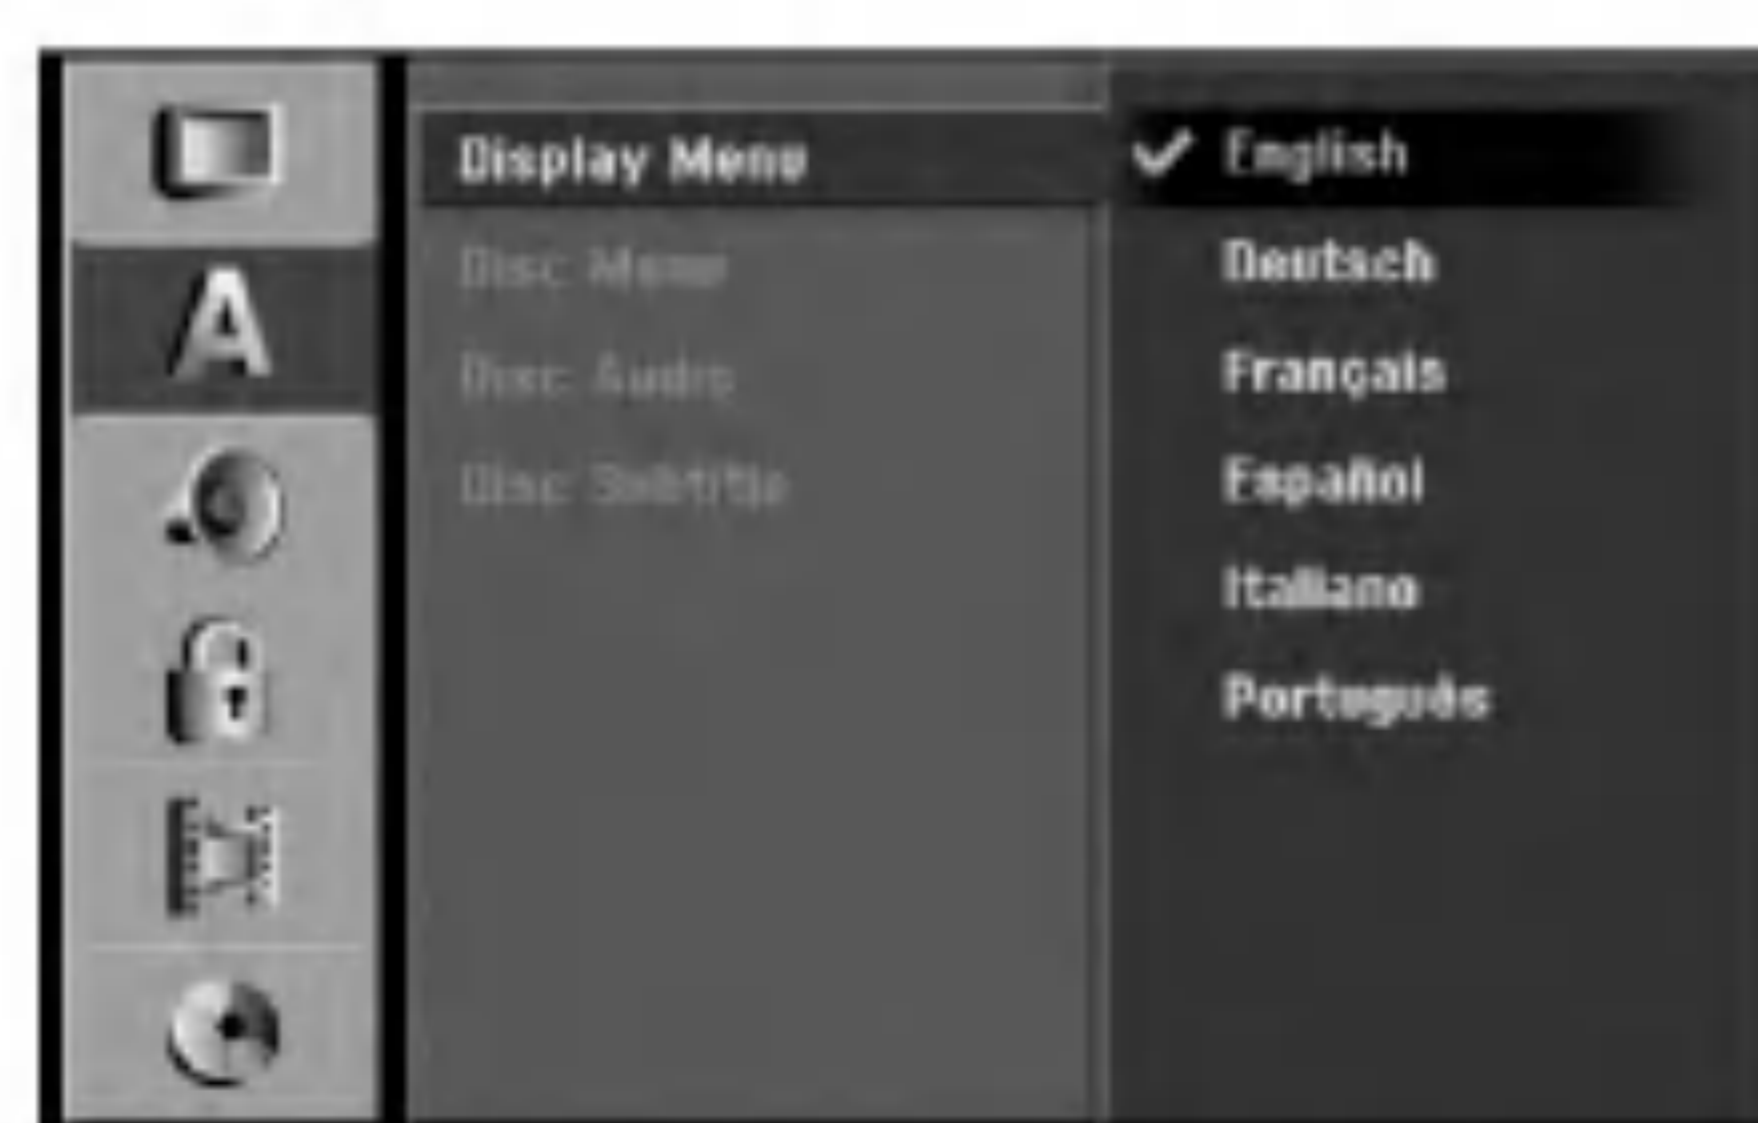 A
Display Menu
Disc Menu
Disc Audio
Disc Subtitle
English
Deutsch
Français
Español
Italiano
Português